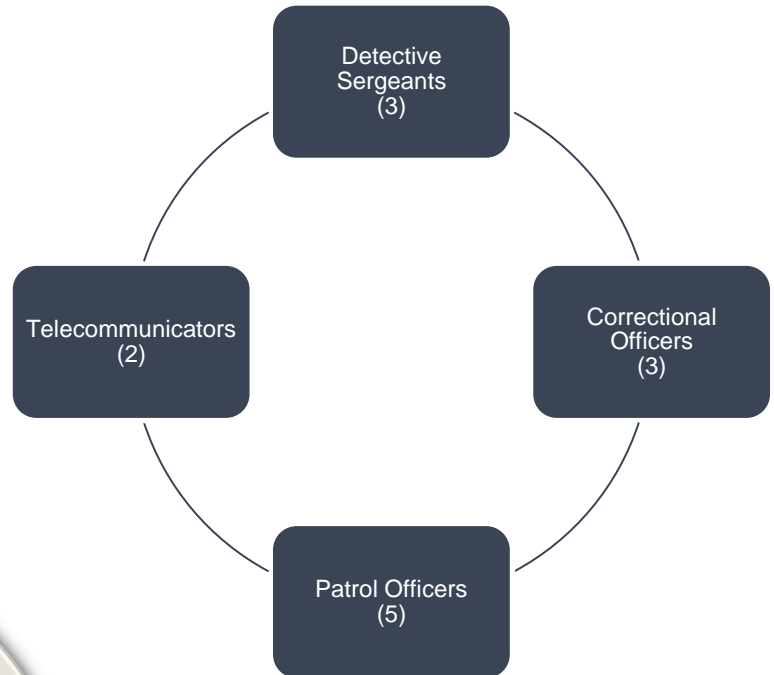 Detective
Sergeants
(3)
Telecommunicators
(2)
Correctional
Officers
(3)
Patrol Officers
(5)